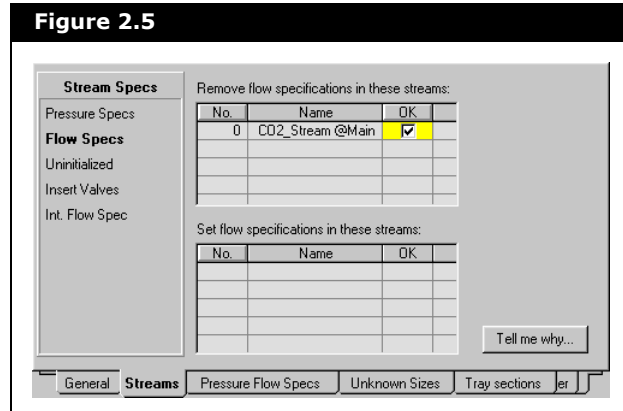 Figure 2.5
Stream Specs
Pressure Specs
Flow Specs
Uninitialized
Insert Valves
Int. Flow Spec
Remove flow specifications in these streams:
No. Name OK
0 CO2_Stream @Main
Set flow specifications in these streams:
No. Name OK
Tell me why...
General Streams Pressure Flow Specs Unknown Sizes Tray sections er